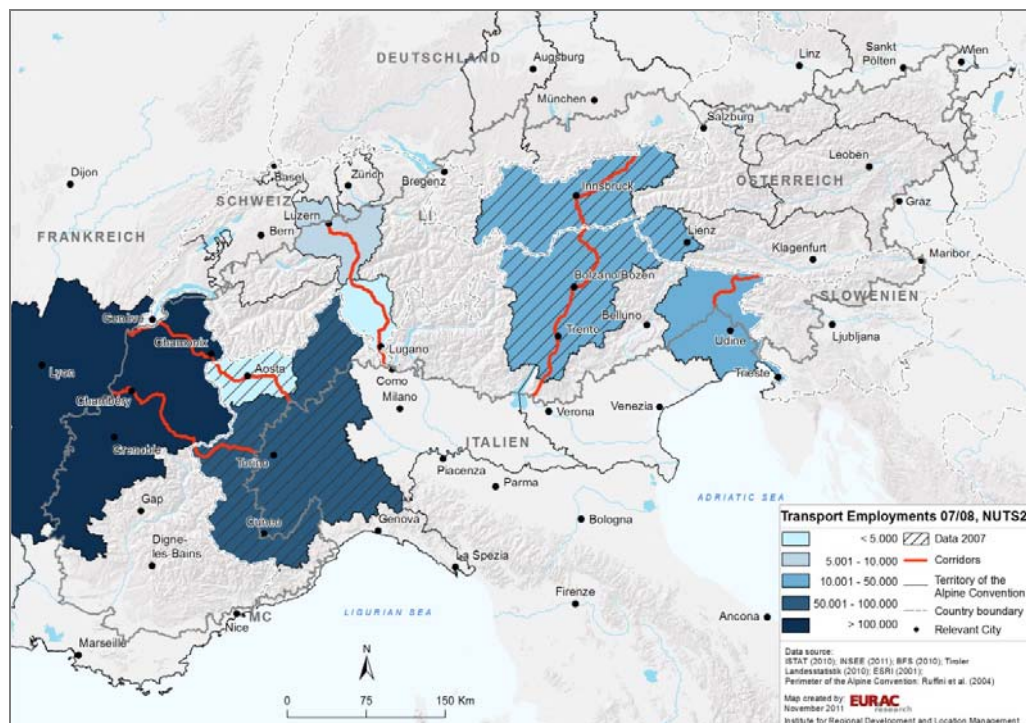 DEUTSCHLAND
Augsburg
Linz
Sankt
Pölten
Wien
München
Salzburg
Dijon
Basel
Zürich
Bregenz
Leoben
ÖSTERREICH
SCHWEIZ
Innsbruck
Luzern
LI
Graz
Bern
FRANKREICH
Lienz
Klagenfurt
Maribor
Bolzano/Bozen
SLOWENIEN
Genève
Belluno
Ljubljana
Chamonix
Trento
Udine
Lugano
Lyon
Aosta
Como
Trieste
Milano
Chambéry
Verona
Venezia
Grenoble
ITALIEN
Torino
Piacenza
Parma
ADRIATIC SEA
Gap
Cuneo
Genova
Bologna
Digne-
les-Bains
La Spezia
Firenze
LIGURIAN SEA
MC
Nice
Ancona
Marseille
N
0 75 150 Km
Transport Employments 07/08, NUTS2
< 5.000 Data 2007
5.001 - 10.000 Corridors
10.001 - 50.000 Territory of the
Alpine Convention
50.001 - 100.000 Country boundary
> 100.000 Relevant City
Data source:
ISTAT (2010); INSEE (2011); BFS (2010); Tiroler
Landesstatistik (2010); ESRI (2001);
Perimeter of the Alpine Convention: Ruffini et al. (2004)
Map created by: EURAC
November 2011 research
Institute for Regional Development and Location Management